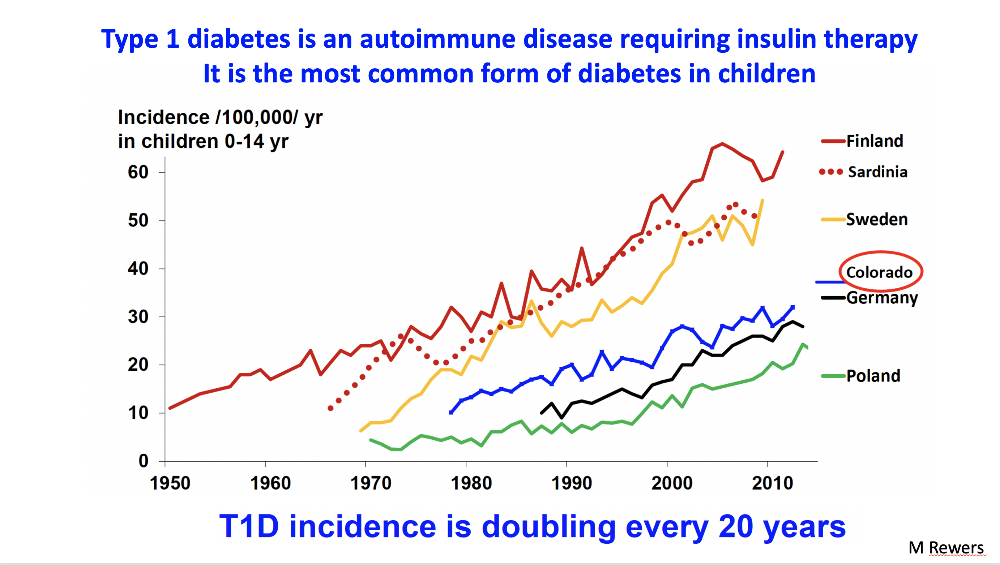 Type 1 diabetes is an autoimmune disease requiring insulin therapy
It is the most common form of diabetes in children
Incidence /100,000/ yr
in children 0-14 yr
60
50
40
30
20
10
0
1950 1960 1970 1980 1990 2000 2010
Finland
Sardinia
Sweden
Colorado
Germany
Poland
T1D incidence is doubling every 20 years
M Rewers